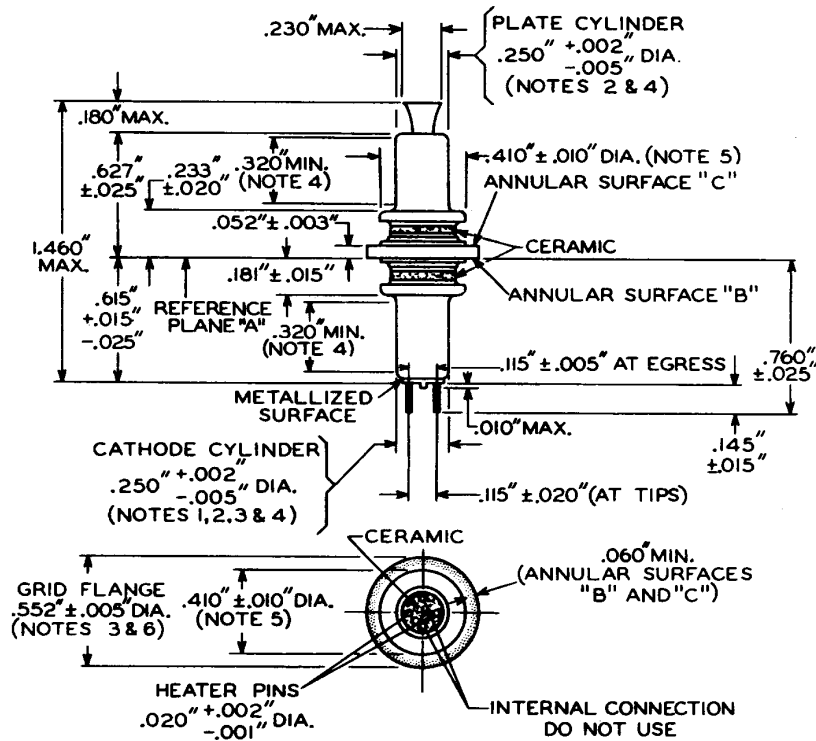 .230" MAX.
PLATE CYLINDER
.250" +.002" -.005" DIA.
(NOTES 2 & 4)
.180" MAX.
.627"
±.025"
.233"
±.020"
.320" MIN.
(NOTE 4)
.410" ±.010" DIA. (NOTE 5)
ANNULAR SURFACE "C"
.052" ±.003"
CERAMIC
1.460"
MAX.
.181" ±.015"
ANNULAR SURFACE "B"
.615"
+.015"
-.025"
REFERENCE
PLANE "A"
.320" MIN.
(NOTE 4)
.115" ±.005" AT EGRESS
.760"
±.025"
METALLIZED
SURFACE
.010" MAX.
.145"
±.015"
CATHODE CYLINDER
.250" +.002" -.005" DIA.
(NOTES 1,2,3 & 4)
.115" ±.020" (AT TIPS)
CERAMIC
.060" MIN.
(ANNULAR SURFACES
"B" AND "C")
GRID FLANGE
.552" ±.005" DIA.
(NOTES 3 & 6)
.410" ±.010" DIA.
(NOTE 5)
HEATER PINS
.020" +.002" -.001" DIA.
INTERNAL CONNECTION
DO NOT USE